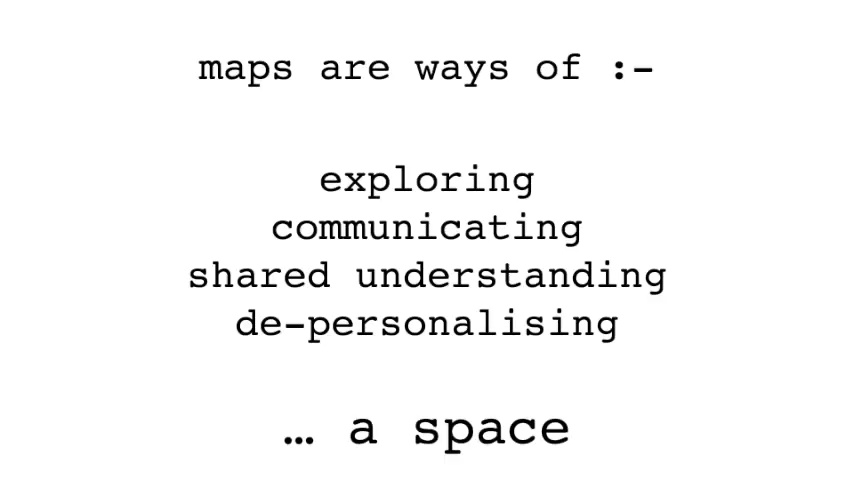 maps are ways of :-
exploring
communicating
shared understanding
de-personalising
… a space